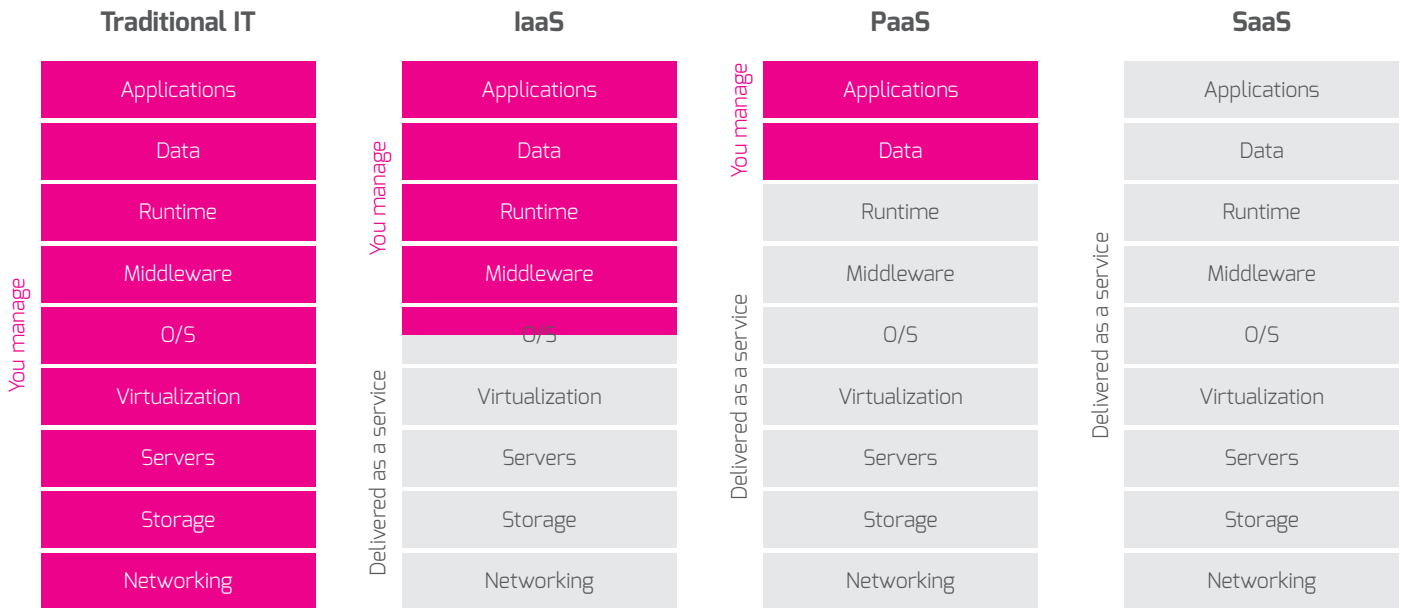 Traditional IT
You manage
Applications
Data
Runtime
Middleware
O/S
Virtualization
Servers
Storage
Networking
IaaS
You manage
Delivered as a service
Applications
Data
Runtime
Middleware
O/S
Virtualization
Servers
Storage
Networking
PaaS
You manage
Delivered as a service
Applications
Data
Runtime
Middleware
O/S
Virtualization
Servers
Storage
Networking
SaaS
Delivered as a service
Applications
Data
Runtime
Middleware
O/S
Virtualization
Servers
Storage
Networking